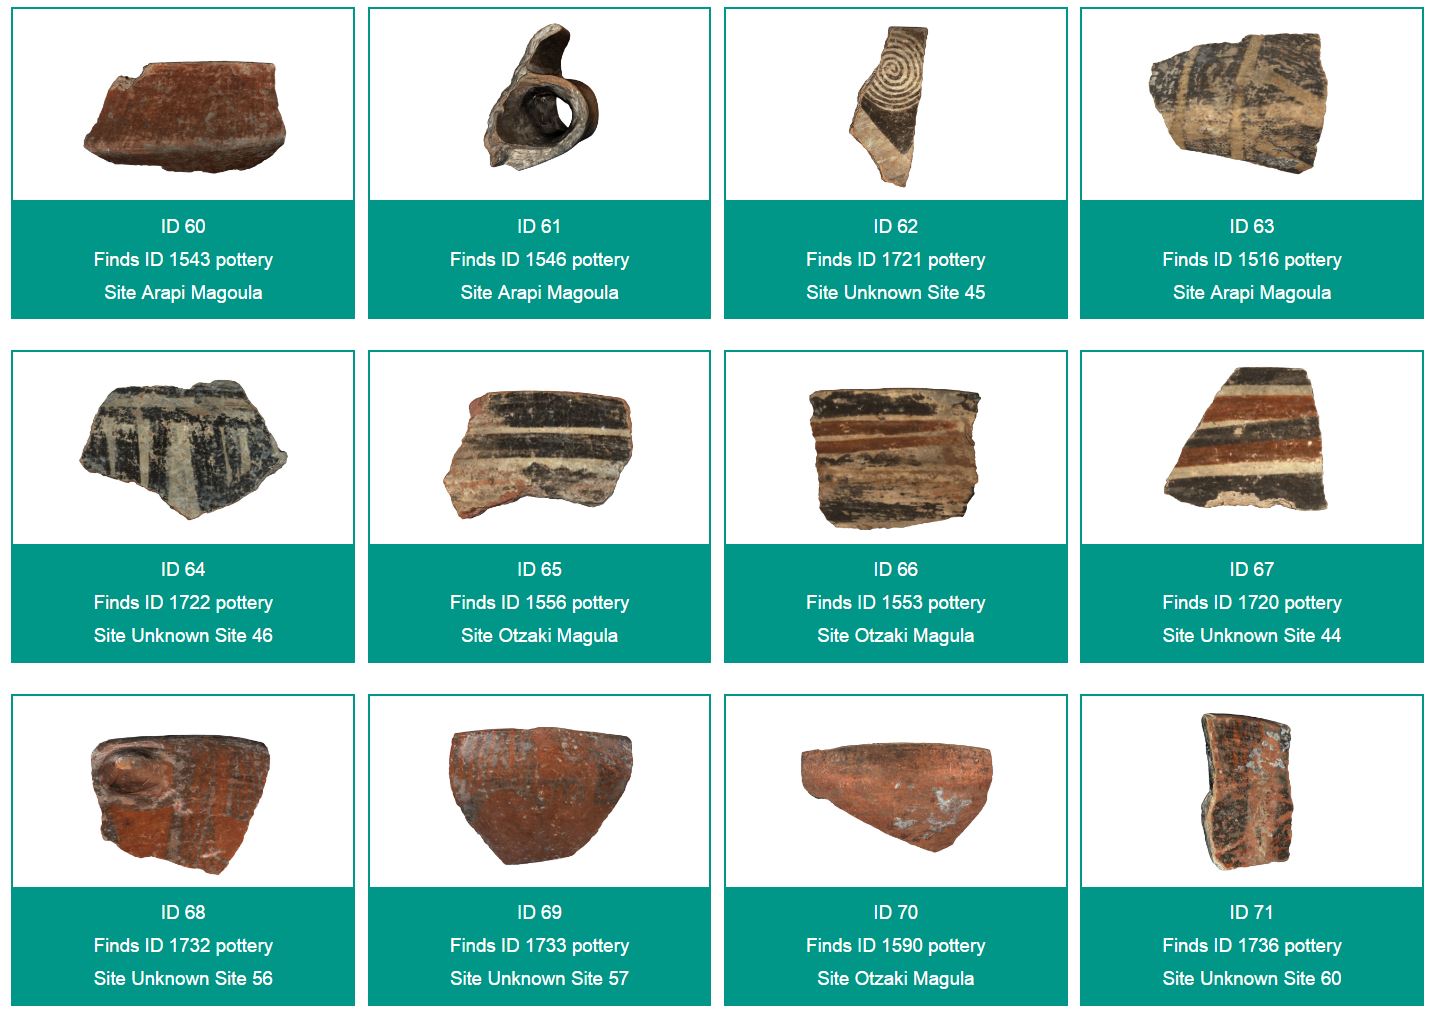 ID 60
Finds ID 1543 pottery
Site Arapi Magoula
ID 61
Finds ID 1546 pottery
Site Arapi Magoula
ID 62
Finds ID 1721 pottery
Site Unknown Site 45
ID 63
Finds ID 1516 pottery
Site Arapi Magoula
ID 64
Finds ID 1722 pottery
Site Unknown Site 46
ID 65
Finds ID 1556 pottery
Site Otzaki Magula
ID 66
Finds ID 1553 pottery
Site Otzaki Magula
ID 67
Finds ID 1720 pottery
Site Unknown Site 44
ID 68
Finds ID 1732 pottery
Site Unknown Site 56
ID 69
Finds ID 1733 pottery
Site Unknown Site 57
ID 70
Finds ID 1590 pottery
Site Otzaki Magula
ID 71
Finds ID 1736 pottery
Site Unknown Site 60